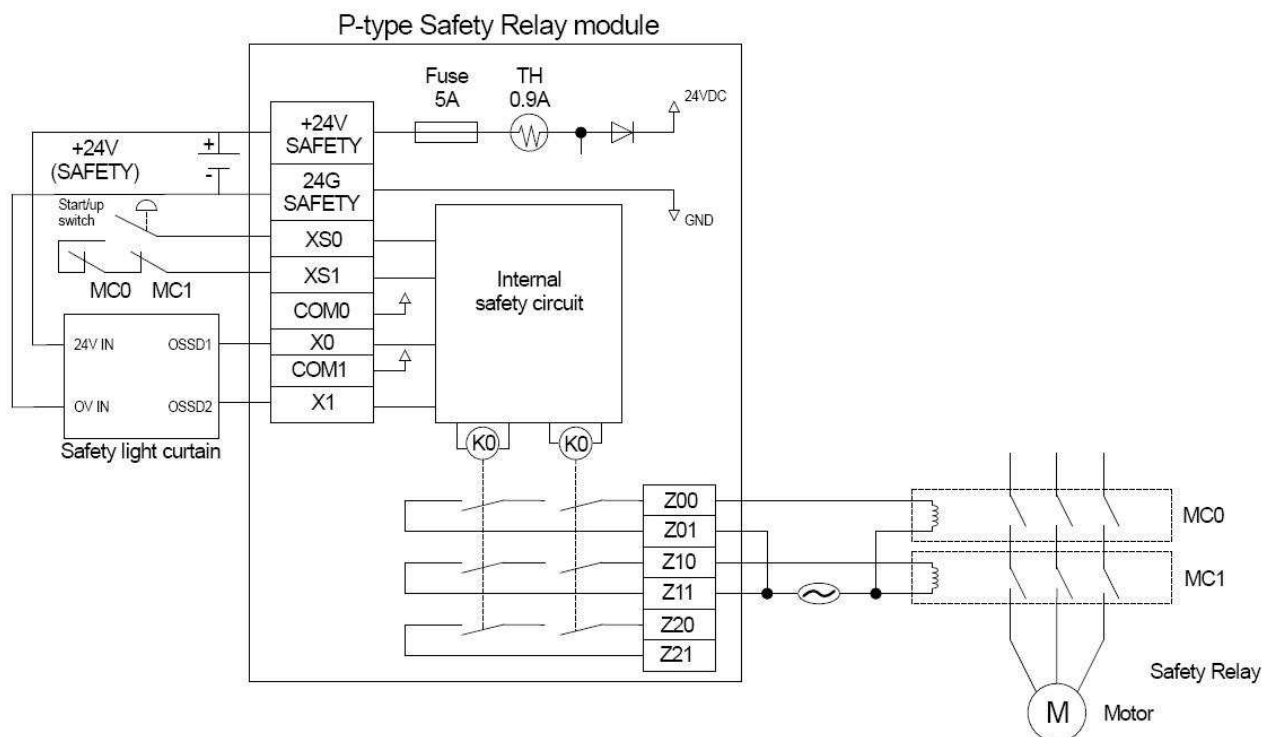 P-type Safety Relay module
Fuse
5A
TH
0.9A
24VDC
+24V
SAFETY
+24V
(SAFETY)
+
-
24G
SAFETY
GND
Start/up
switch
XS0
XS1
MC0
MC1
COM0
Internal
safety circuit
24V IN
OSSD1
X0
COM1
0V IN
OSSD2
X1
Safety light curtain
K0
K0
Z00
Z01
Z10
Z11
Z20
Z21
MC0
MC1
Safety Relay
M
Motor